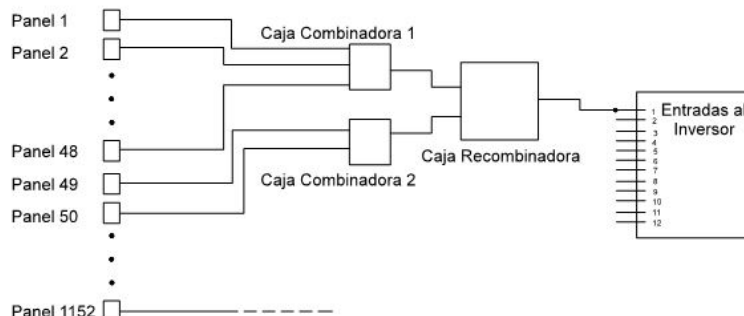 Panel 1
Caja Combinadora 1
Panel 2
Entradas al
Inversor
1
2
3
4
5
6
7
8
9
10
11
12
Panel 48
Caja Recombinadora
Panel 49
Caja Combinadora 2
Panel 50
Panel 1152